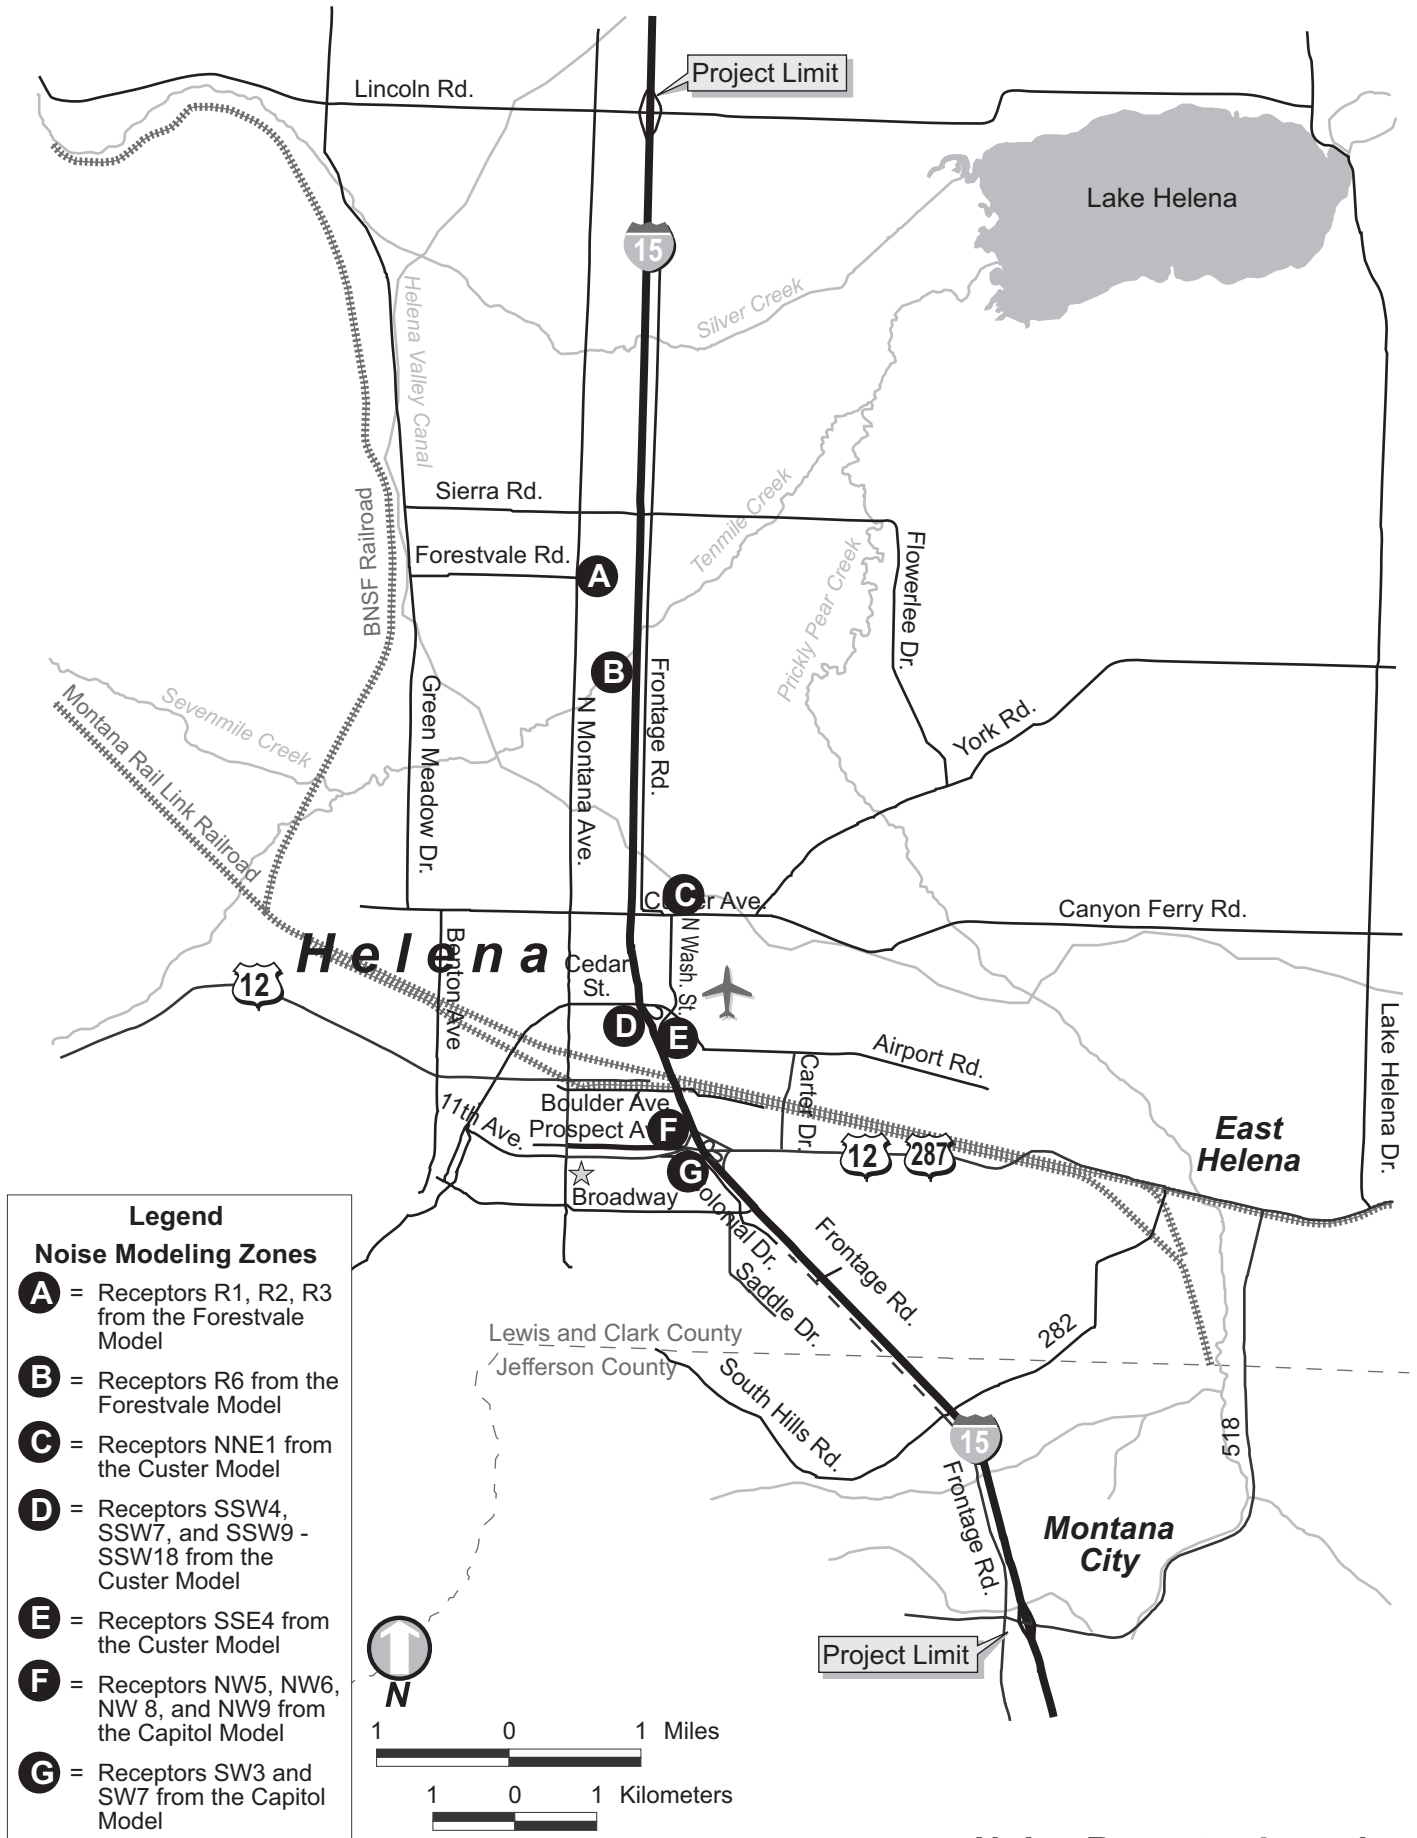 Project Limit
Lincoln Rd.
Lake Helena
15
Silver Creek
Helena Valley Canal
Sierra Rd.
Tenmile Creek
BNSF Railroad
Forestvale Rd.
A
Flowerlee Dr.
Prickly Pear Creek
B
Frontage Rd.
Green Meadow Dr.
N Montana Ave.
Sevenmile Creek
Montana Rail Link Railroad
York Rd.
C
Ave.
Canyon Ferry Rd.
Helena
Benton Ave
N Wash. St.
Cedar
St.
12
D
E
Airport Rd.
Carter Dr.
Lake Helena Dr.
Boulder Ave
11th Ave.
Prospect
F
12
287
East
Helena
G
Broadway
Frontage Rd.
Saddle Dr.
282
Lewis and Clark County
Jefferson County
South Hills Rd.
15
518
Frontage Rd.
Montana
City
Project Limit
N
1 0 1 Miles
1 0 1 Kilometers
Legend
Noise Modeling Zones
A = Receptors R1, R2, R3
from the Forestvale
Model
B = Receptors R6 from the
Forestvale Model
C = Receptors NNE1 from
the Custer Model
D = Receptors SSW4,
SSW7, and SSW9 -
SSW18 from the
Custer Model
E = Receptors SSE4 from
the Custer Model
F = Receptors NW5, NW6,
NW 8, and NW9 from
the Capitol Model
G = Receptors SW3 and
SW7 from the Capitol
Model